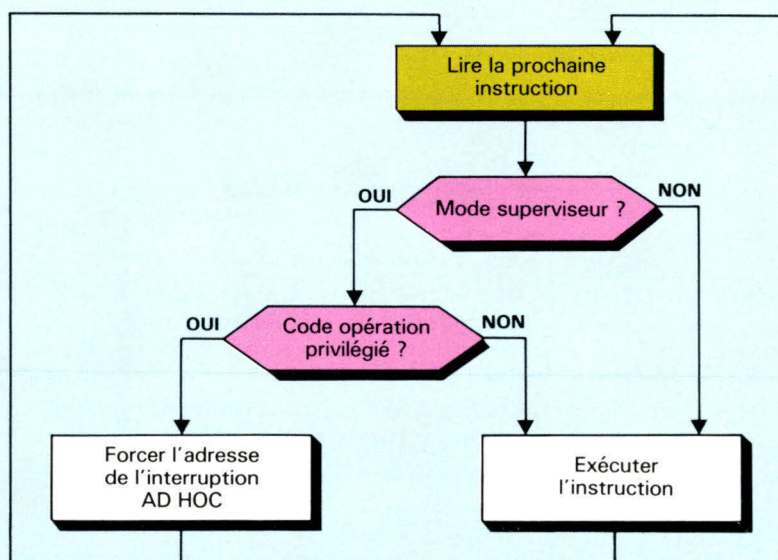 Lire la prochaine
instruction
OUI
Mode superviseur ?
NON
OUI
Code opération
privilégié ?
NON
Forcer l'adresse
de l'interruption
AD HOC
Exécuter
l'instruction